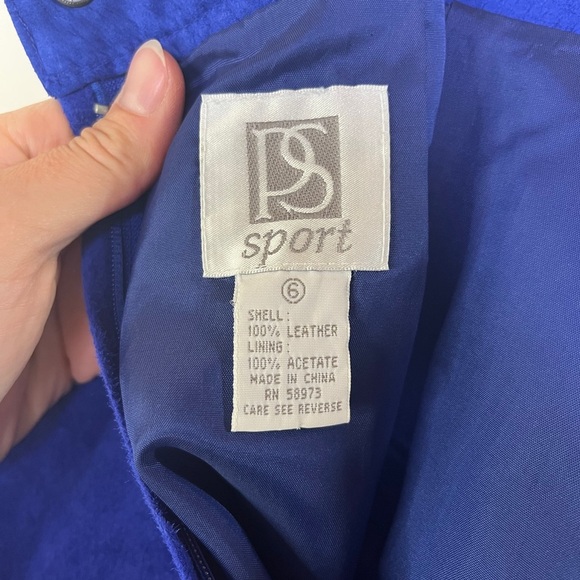 PS
sport
6
SHELL:
100% LEATHER
LINING:
100% ACETATE
MADE IN CHINA
RN 58973
CARE SEE REVERSE